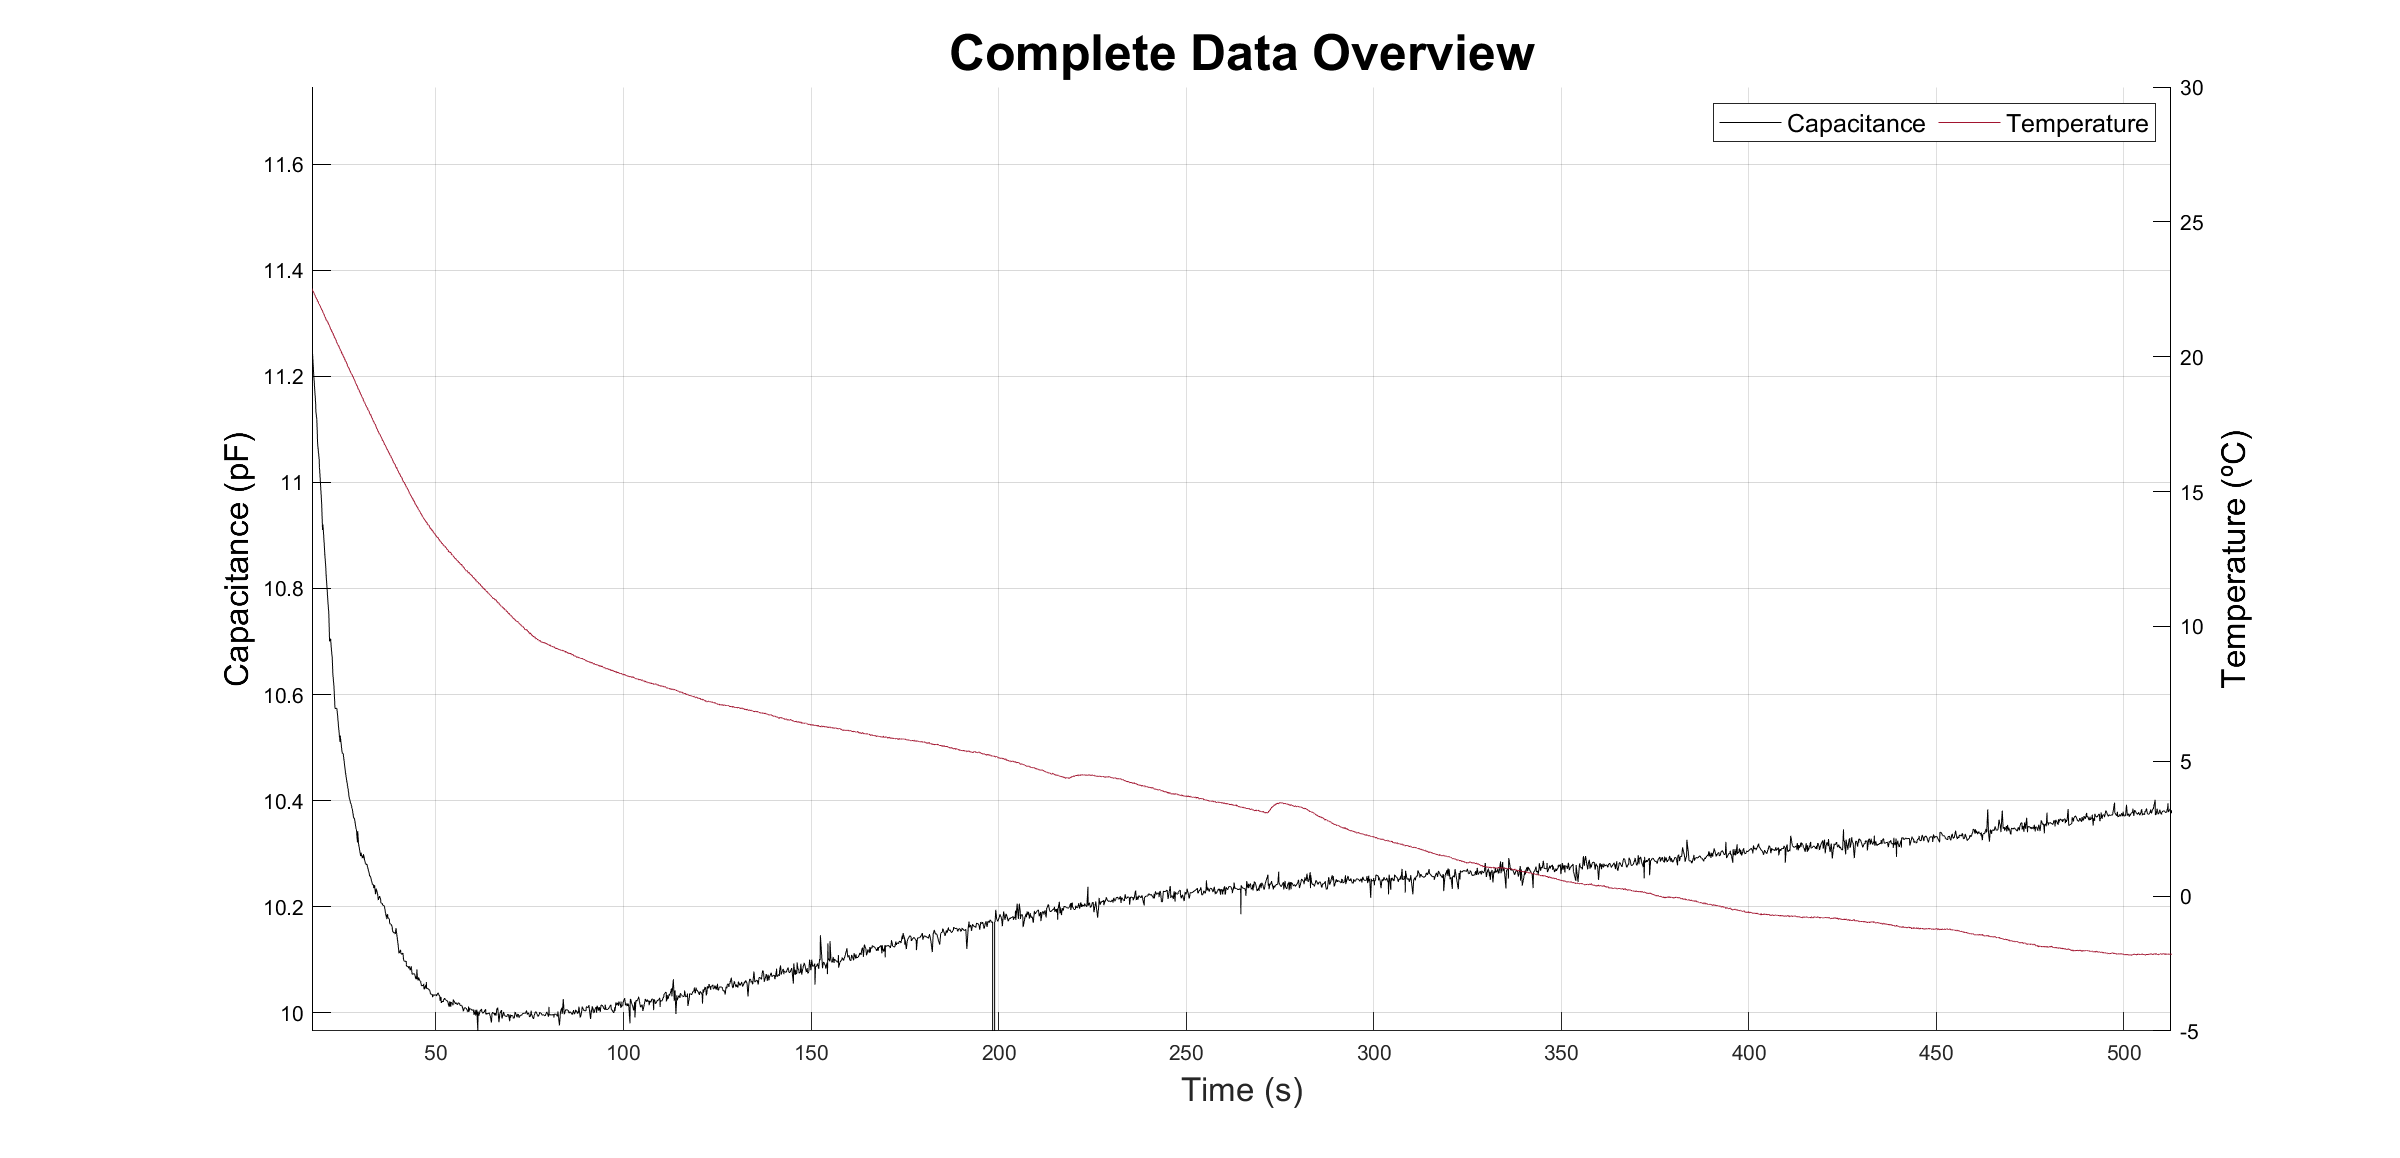 Complete Data Overview
Capacitance Temperature
Capacitance (pF)
11.6
11.4
11.2
11
10.8
10.6
10.4
10.2
10
30
25
20
15
10
5
0
-5
Temperature (ºC)
50 100 150 200 250 300 350 400 450 500
Time (s)